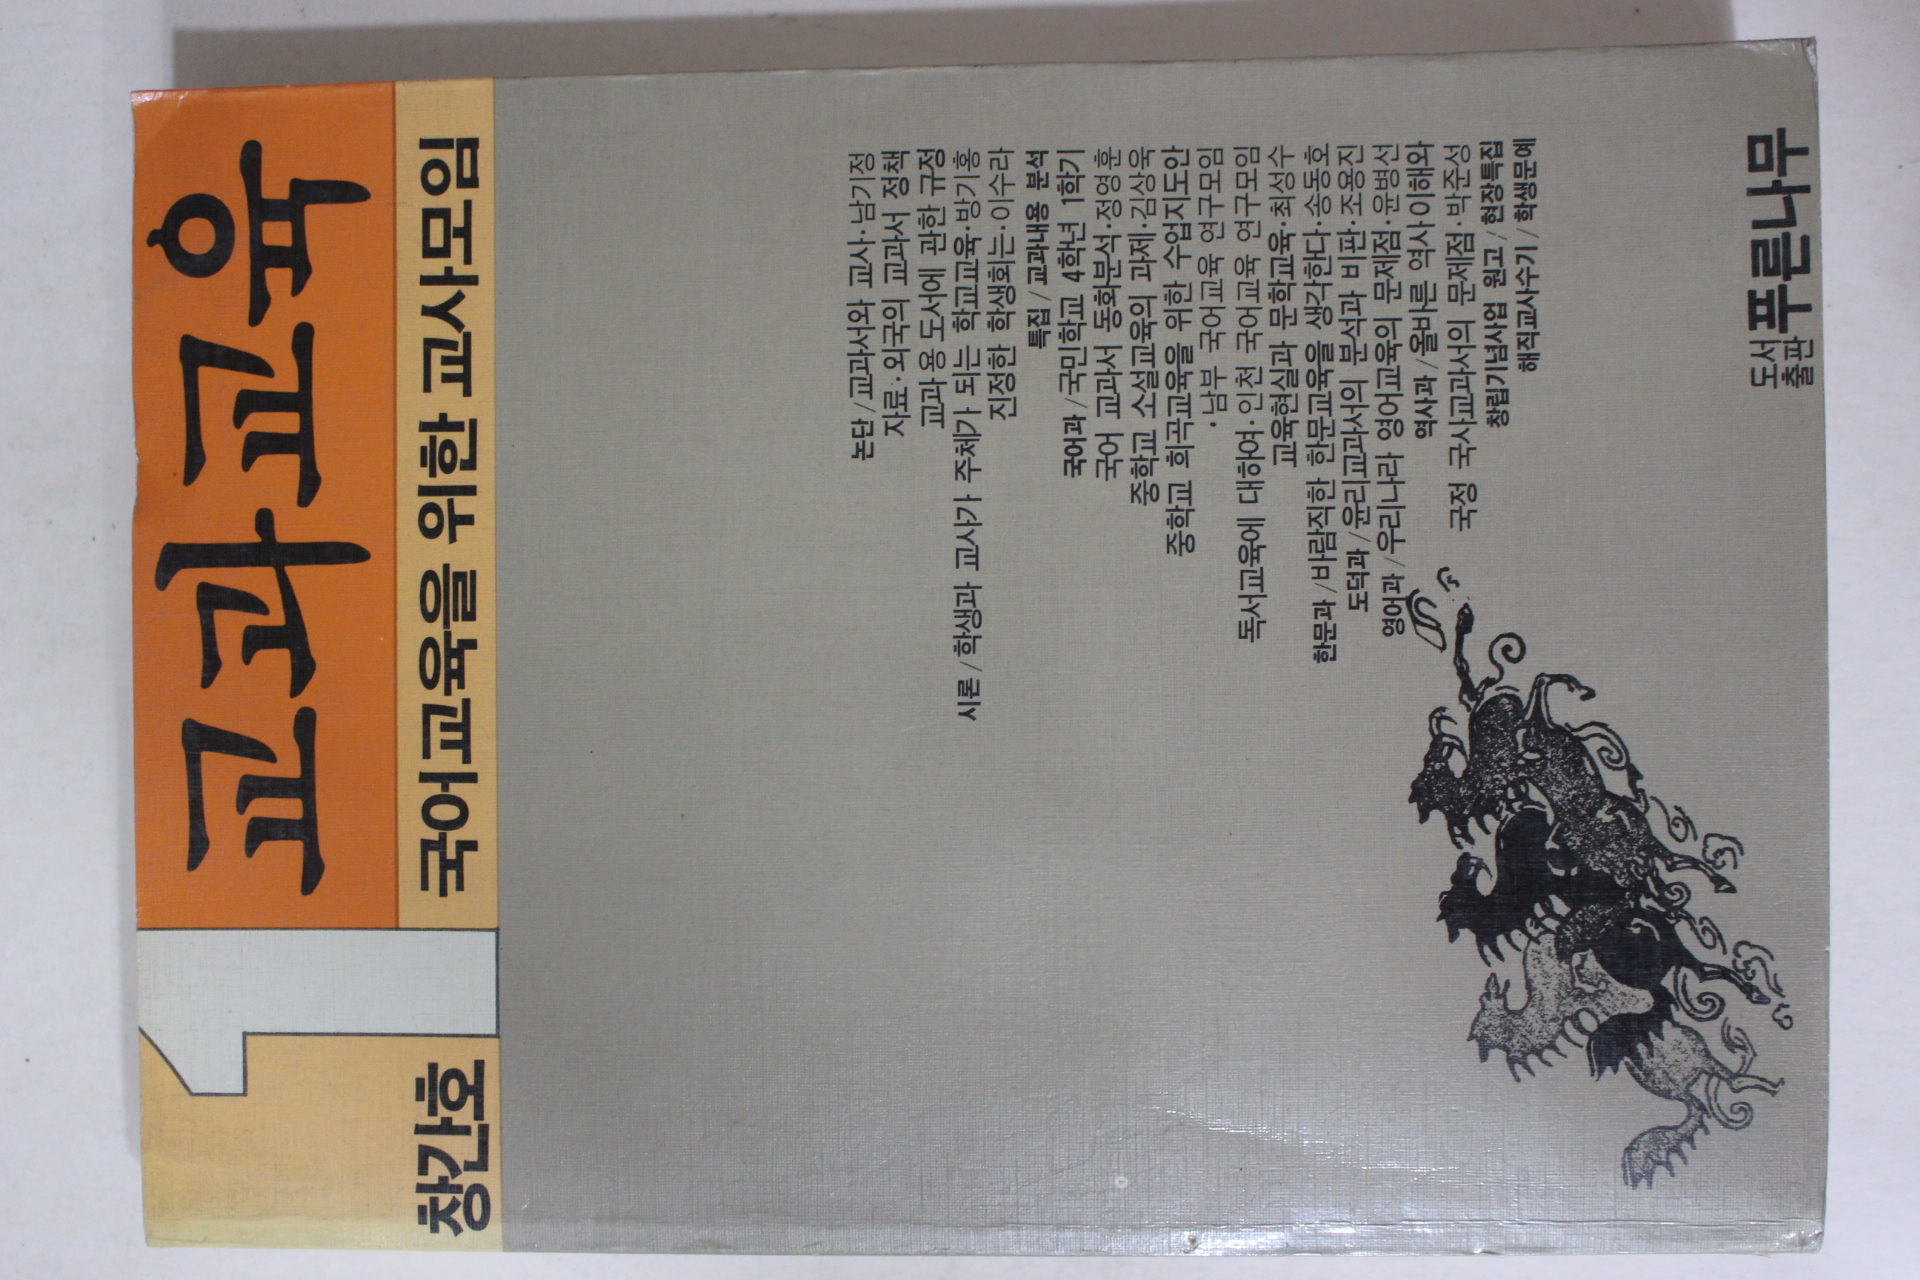 1
창간호
교과교육
국어교육을 위한 교사모임
논단/교과서와 교사·남기정
자료·외국의 교과서 정책
교과용 도서에 관한 규정
시론/학생과 교사가 주체가 되는 학교교육·방기홍
진정한 학생회는·이수라
특집/교과내용 분석
국어과/국민학교 4학년 1학기
국어 교과서 동화분석·정영훈
중학교 소설교육의 과제·김상욱
중학교 희곡교육을 위한 수업지도안
·남부 국어교육 연구모임
독서교육에 대하여·인천 국어교육 연구모임
교육현실과 문학교육·최성수
한문과/바람직한 한문교육을 생각한다·송동호
도덕과/윤리교과서의 분석과 비판·조용진
영어과/우리나라 영어교육의 문제점·윤병선
역사과/올바른 역사이해와
국정 국사교과서의 문제점·박준성
창립기념사업 원고/현장특집
해직교사수기/학생문예
도서출판 푸른나무